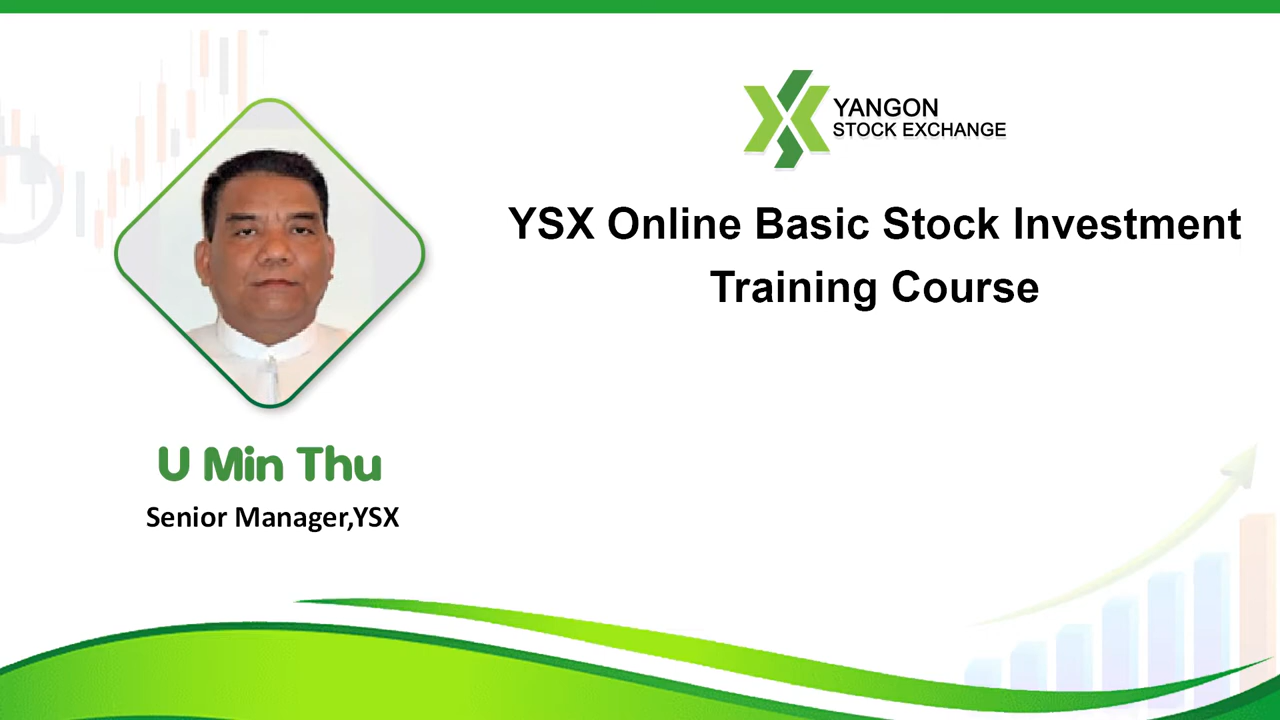 YANGON
STOCK EXCHANGE
YSX Online Basic Stock Investment
Training Course
U Min Thu
Senior Manager,YSX